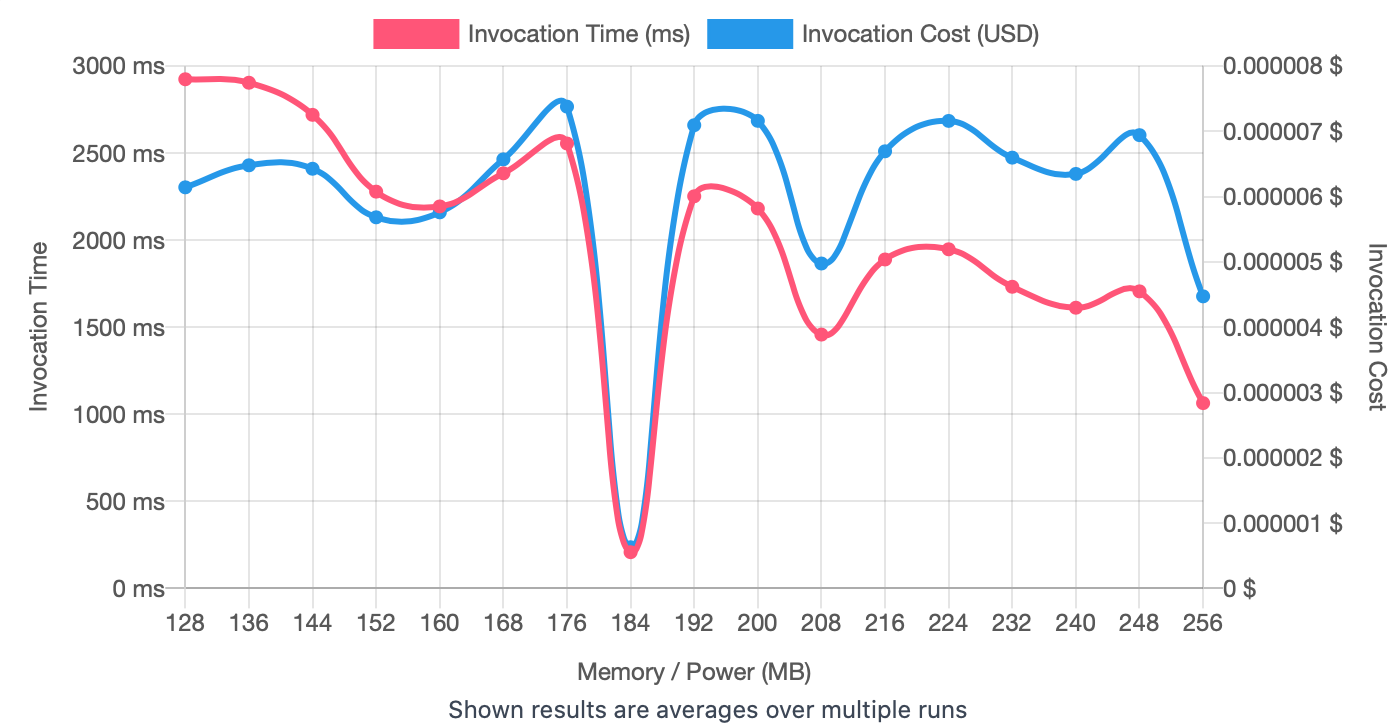 Invocation Time (ms) Invocation Cost (USD)
3000 ms 0.000008 $
0.000007 $
2500 ms
0.000006 $
2000 ms
0.000005 $
1500 ms 0.000004 $
0.000003 $
1000 ms
0.000002 $
500 ms
0.000001 $
0 ms 0 $
Invocation Time
Invocation Cost
128 136 144 152 160 168 176 184 192 200 208 216 224 232 240 248 256
Memory / Power (MB)
Shown results are averages over multiple runs